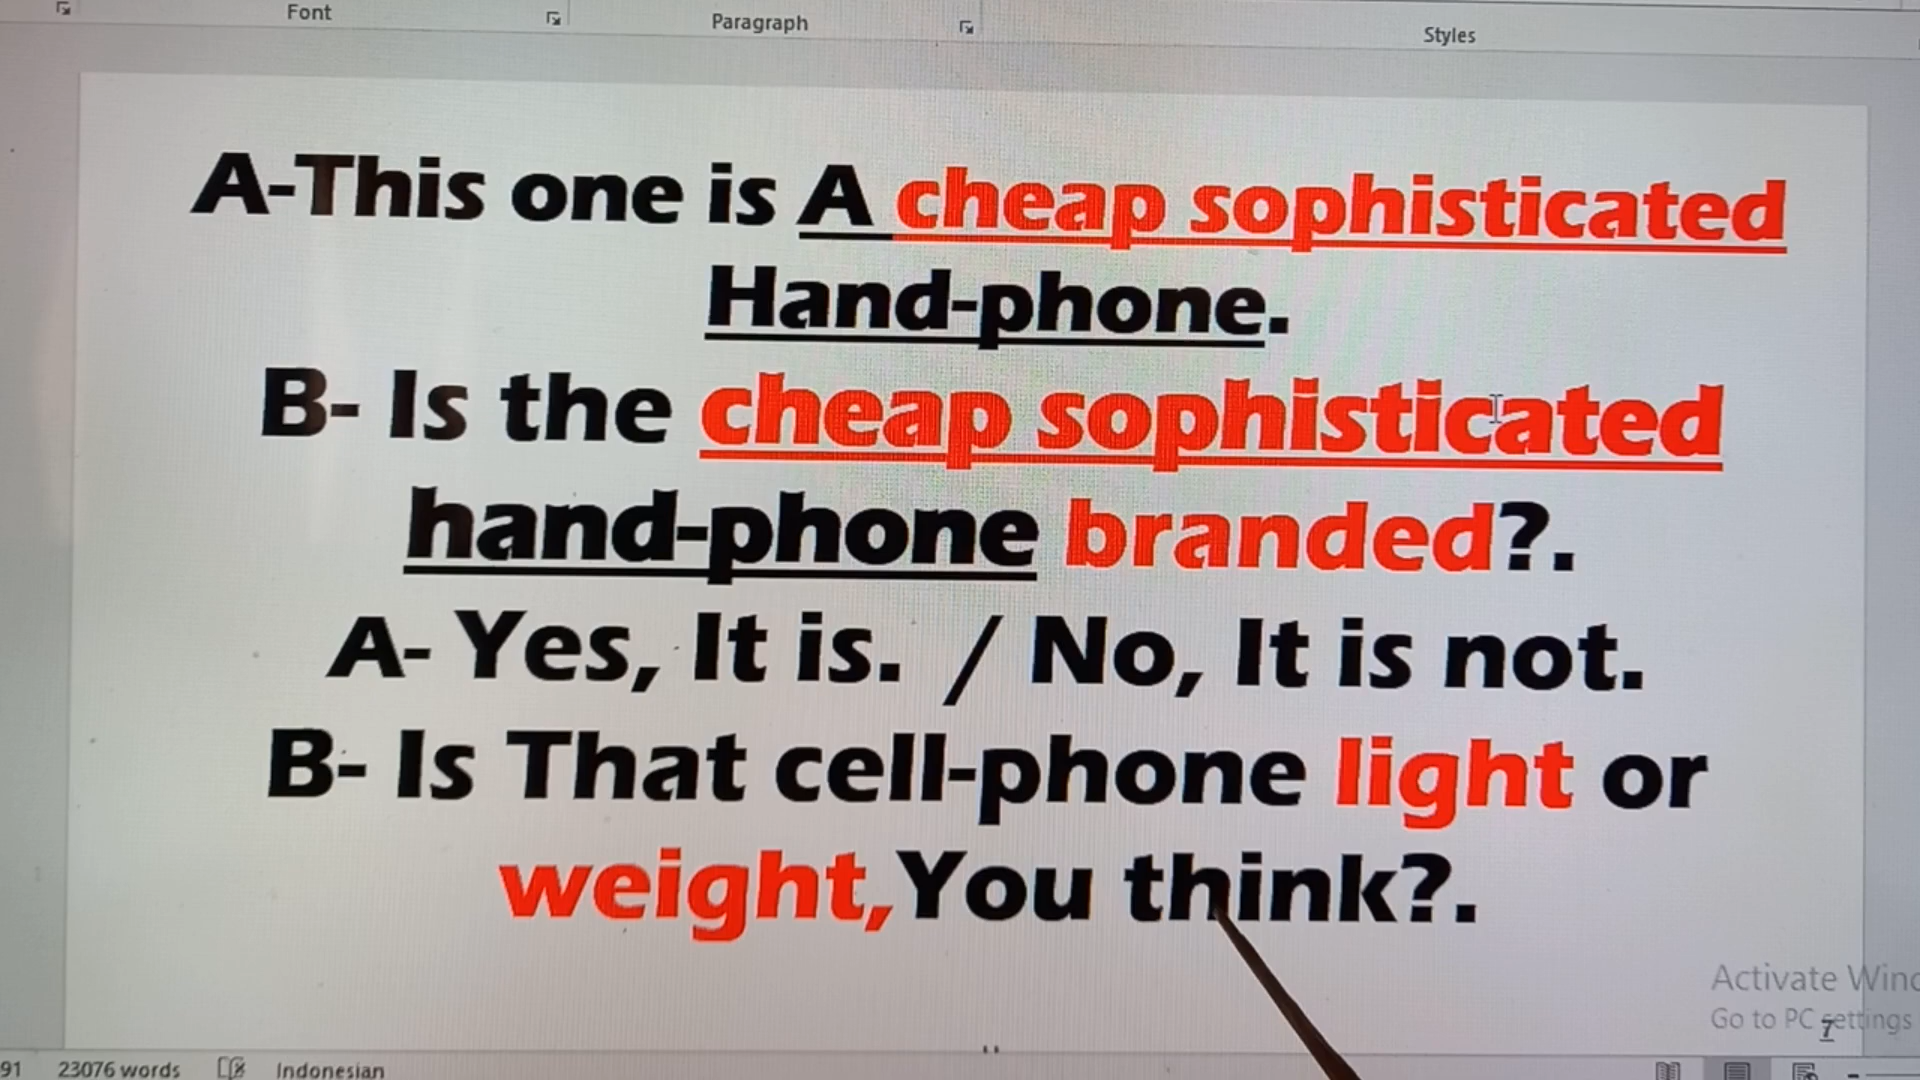 Font
Paragraph
Styles
A-This one is A cheap sophisticated
Hand-phone.
B- Is the cheap sophisticated
hand-phone branded?.
A- Yes, It is. / No, It is not.
B- Is That cell-phone light or
weight,You think?.
Activate Wind
Go to PC settings
7
91 23076 words Indonesian